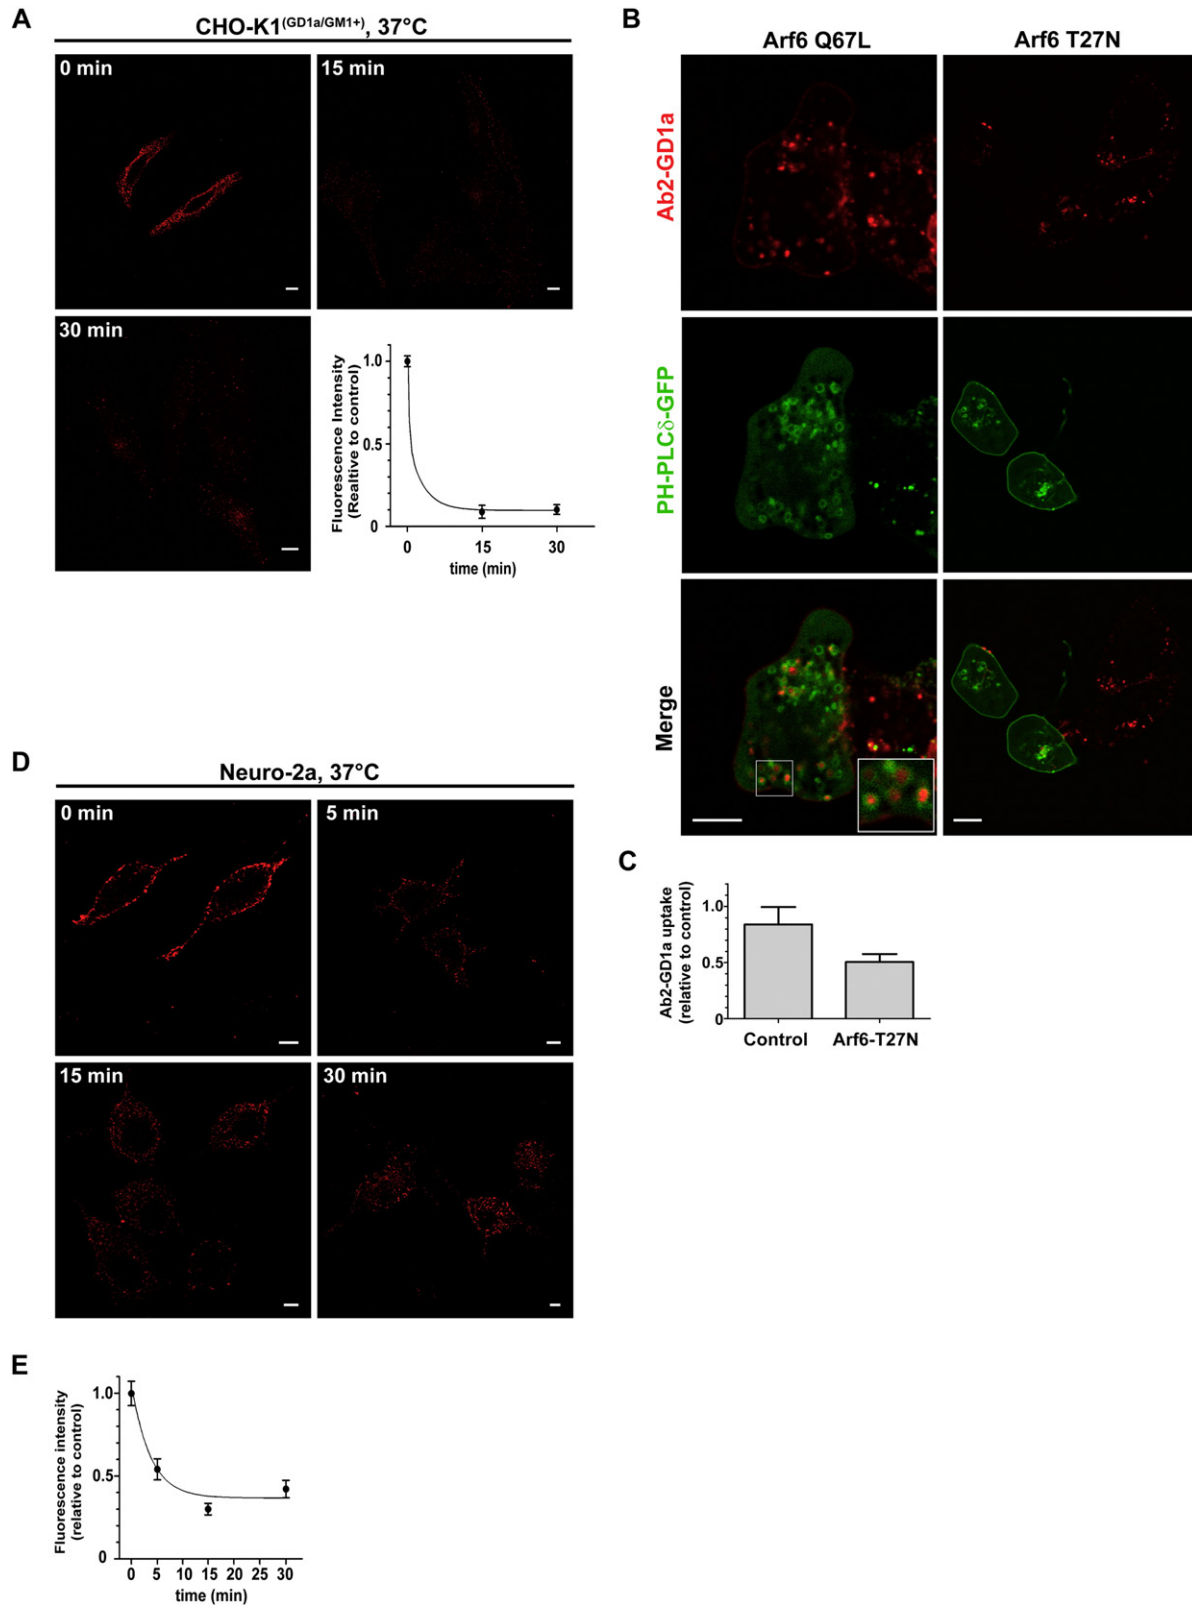 A
CHO-K1(GD1a/GM1+), 37°C
0 min
15 min
30 min
Fluorescence Intensity
(Realtive to control)
1.0
0.5
0
0 15 30
time (min)
B
Arf6 Q67L
Arf6 T27N
Ab2-GD1a
PH-PLCδ-GFP
Merge
C
Ab2-GD1a uptake
(relative to control)
1.0
0.5
0
Control Arf6-T27N
D
Neuro-2a, 37°C
0 min
5 min
15 min
30 min
E
Fluorescence intensity
(relative to control)
1.0
0.5
0
0 5 10 15 20 25 30
time (min)